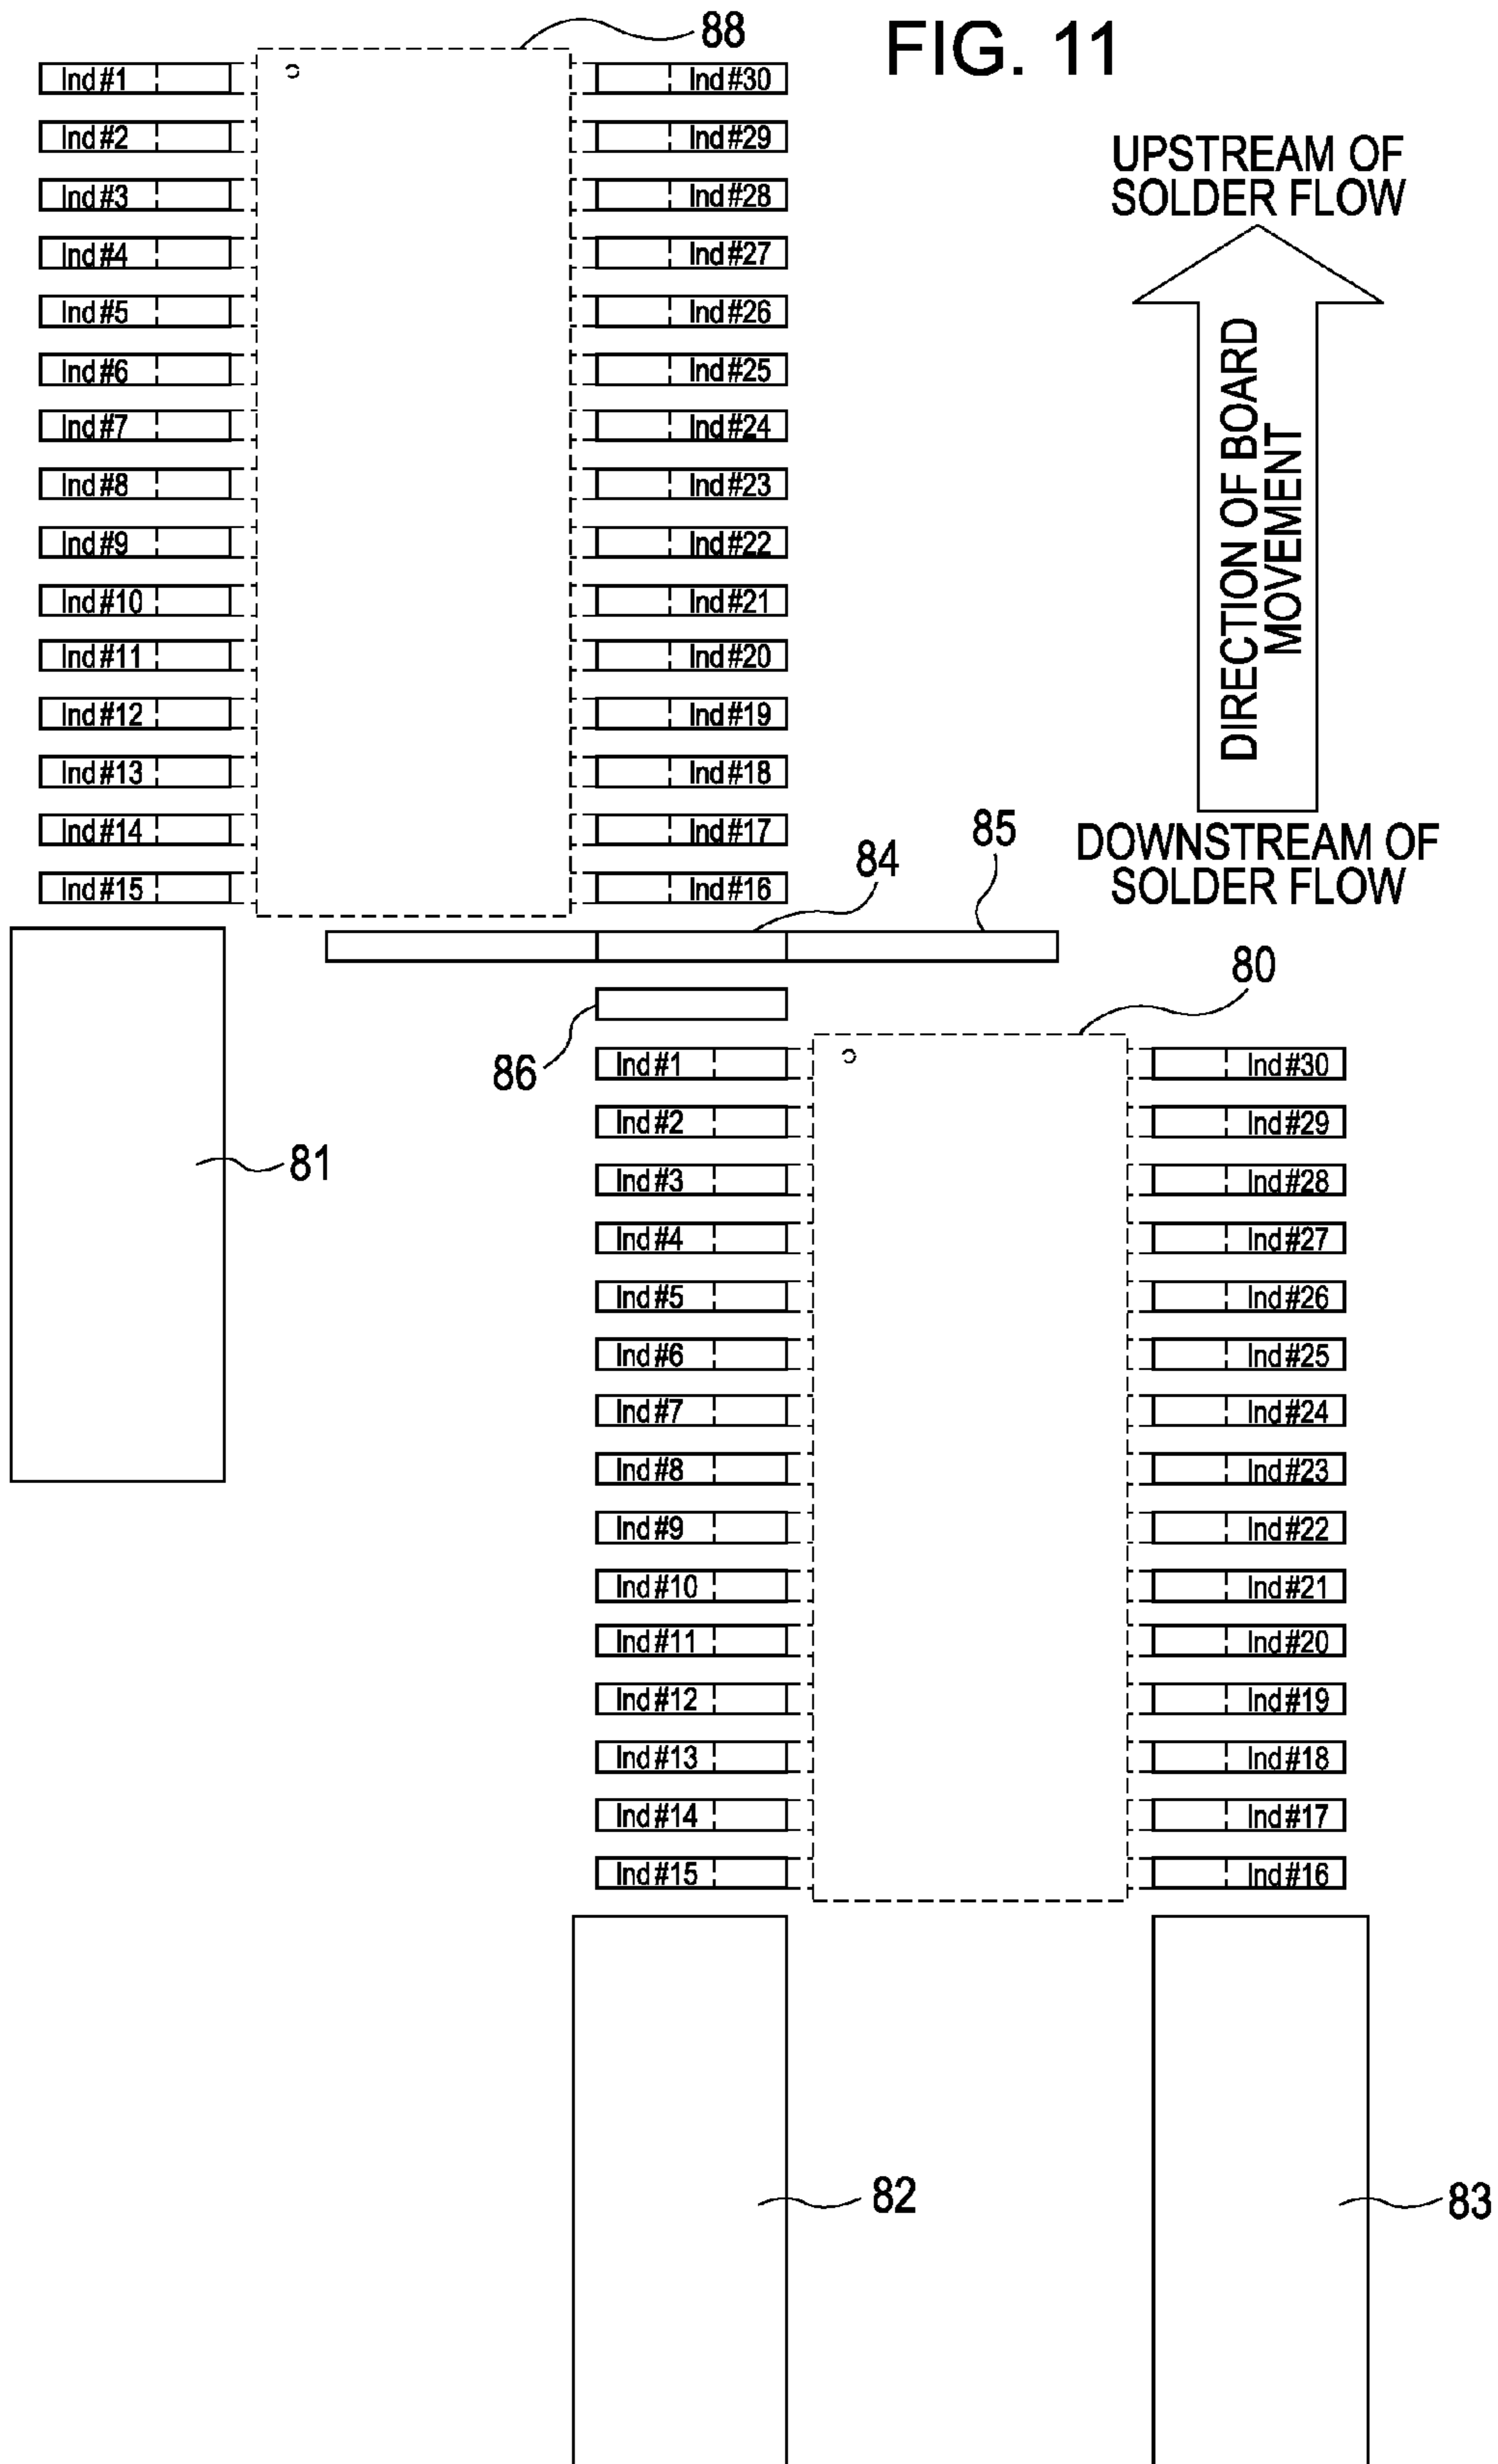 FIG. 11
88
Ind#1 Ind#30
Ind#2 Ind#29
Ind#3 Ind#28
Ind#4 Ind#27
Ind#5 Ind#26
Ind#6 Ind#25
Ind#7 Ind#24
Ind#8 Ind#23
Ind#9 Ind#22
Ind#10 Ind#21
Ind#11 Ind#20
Ind#12 Ind#19
Ind#13 Ind#18
Ind#14 Ind#17
Ind#15 Ind#16
UPSTREAM OF
SOLDER FLOW
DIRECTION OF BOARD
MOVEMENT
DOWNSTREAM OF
SOLDER FLOW
84
85
80
86
81
Ind#1 Ind#30
Ind#2 Ind#29
Ind#3 Ind#28
Ind#4 Ind#27
Ind#5 Ind#26
Ind#6 Ind#25
Ind#7 Ind#24
Ind#8 Ind#23
Ind#9 Ind#22
Ind#10 Ind#21
Ind#11 Ind#20
Ind#12 Ind#19
Ind#13 Ind#18
Ind#14 Ind#17
Ind#15 Ind#16
82
83